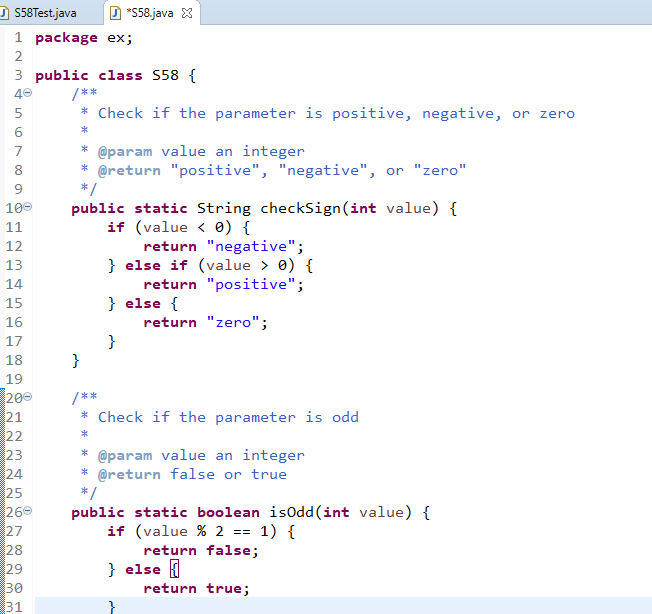 S58Test.java *S58.java
1 package ex;
2
3 public class S58 {
4 /**
5 * Check if the parameter is positive, negative, or zero
6 *
7 * @param value an integer
8 * @return "positive", "negative", or "zero"
9 */
10 public static String checkSign(int value) {
11 if (value < 0) {
12 return "negative";
13 } else if (value > 0) {
14 return "positive";
15 } else {
16 return "zero";
17 }
18 }
19
20 /**
21 * Check if the parameter is odd
22 *
23 * @param value an integer
24 * @return false or true
25 */
26 public static boolean isOdd(int value) {
27 if (value % 2 == 1) {
28 return false;
29 } else {
30 return true;
31 }